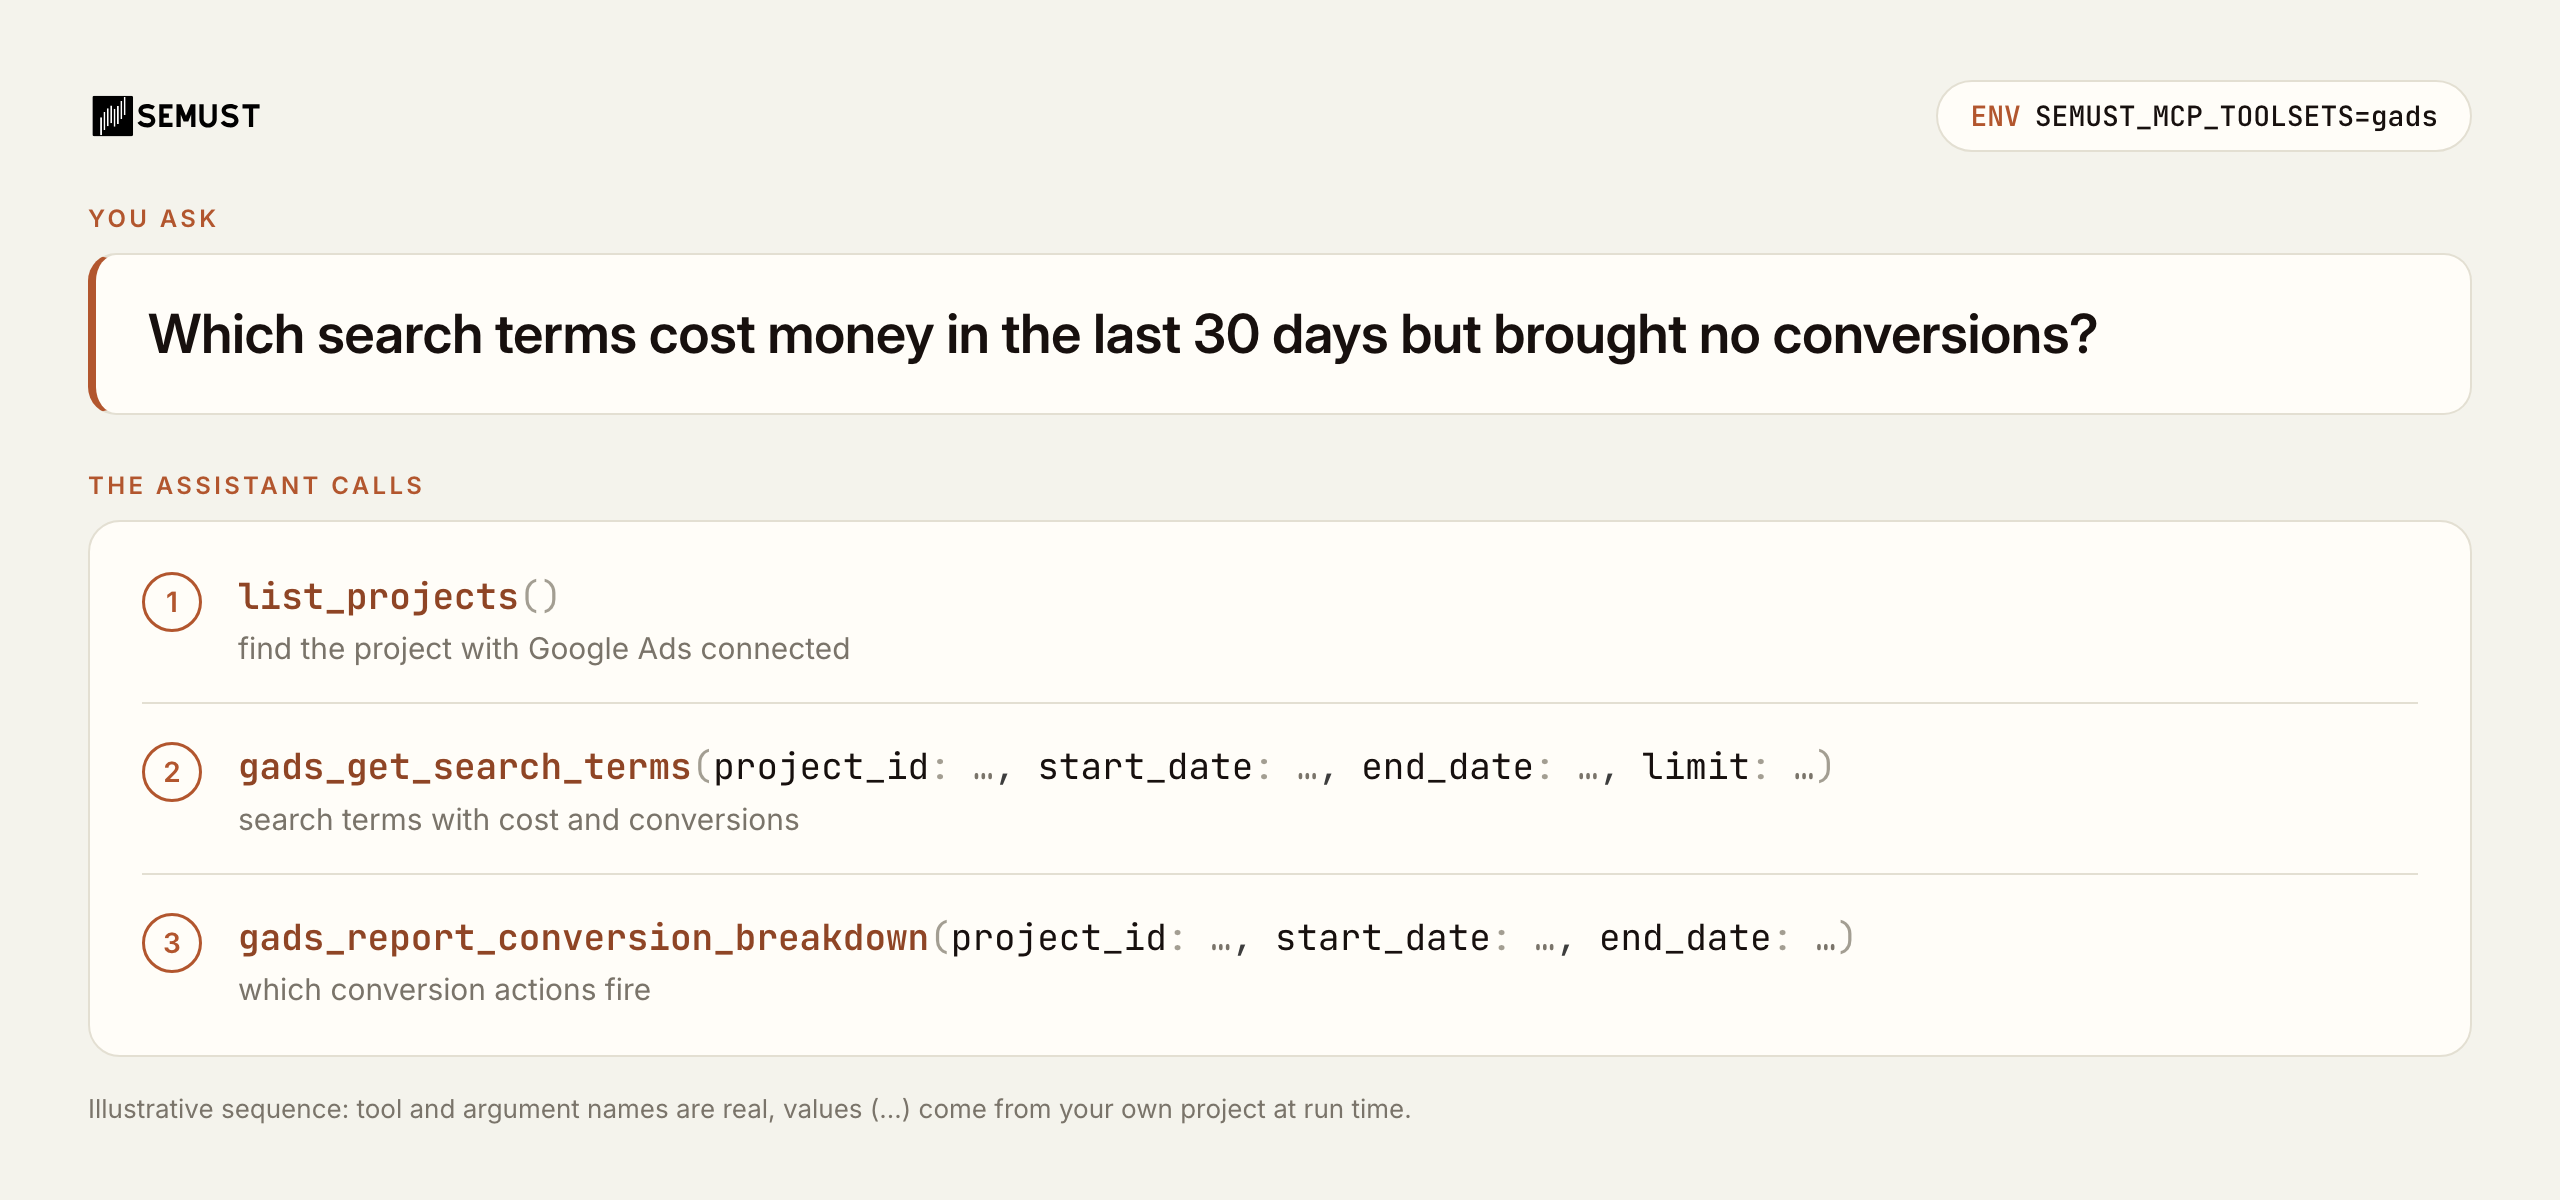 SEMUST
ENV SEMUST_MCP_TOOLSETS=gads
YOU ASK
Which search terms cost money in the last 30 days but brought no conversions?
THE ASSISTANT CALLS
1 list_projects()
find the project with Google Ads connected
2 gads_get_search_terms(project_id: …, start_date: …, end_date: …, limit: …)
search terms with cost and conversions
3 gads_report_conversion_breakdown(project_id: …, start_date: …, end_date: …)
which conversion actions fire
Illustrative sequence: tool and argument names are real, values (…) come from your own project at run time.